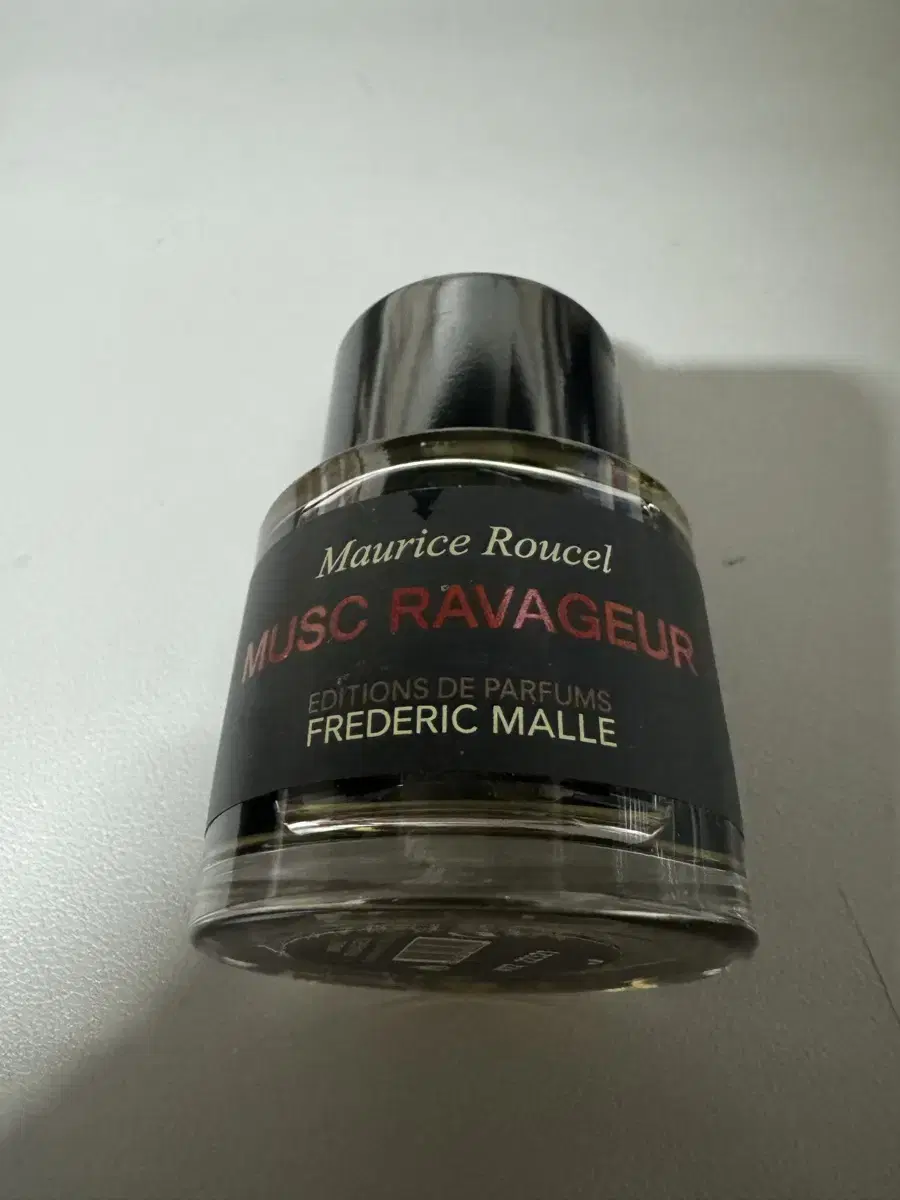 Maurice Roucel
MUSC RAVAGEUR
EDITIONS DE PARFUMS
FREDERIC MALLE